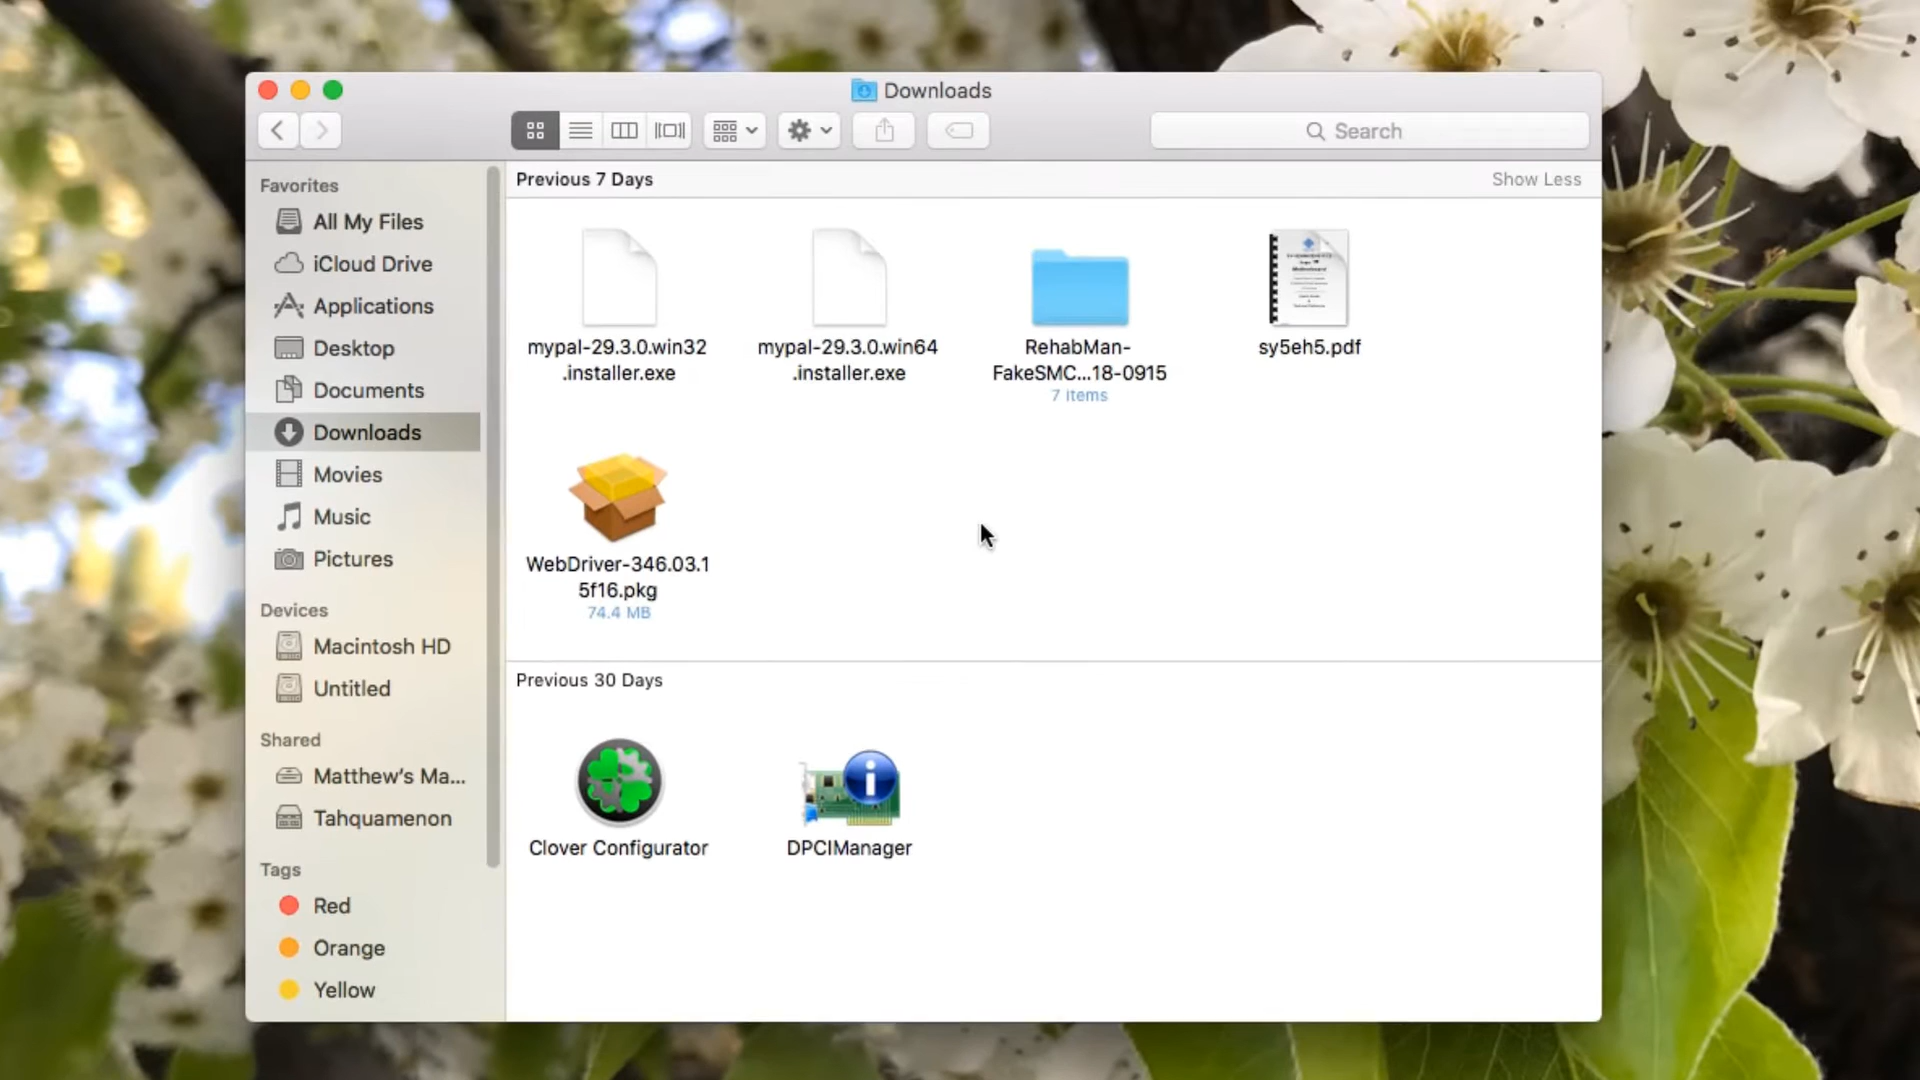 Downloads
Search
Favorites
All My Files
iCloud Drive
Applications
Desktop
Documents
Downloads
Movies
Music
Pictures
Devices
Macintosh HD
Untitled
Shared
Matthew's Ma...
Tahquamenon
Tags
Red
Orange
Yellow
Previous 7 Days
Show Less
mypal-29.3.0.win32
.installer.exe
mypal-29.3.0.win64
.installer.exe
RehabMan-
FakeSMC...18-0915
7 items
sy5eh5.pdf
WebDriver-346.03.1
5f16.pkg
74.4 MB
Previous 30 Days
Clover Configurator
DPCIManager